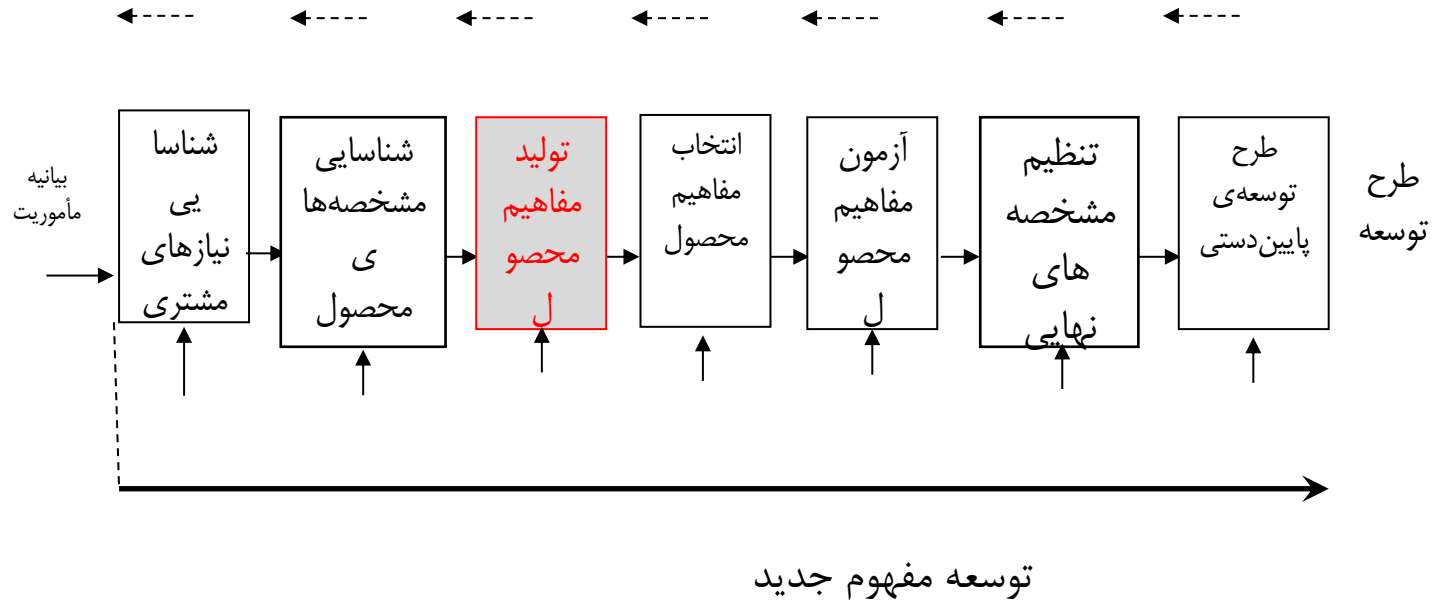 بیانیه
مأموریت
شناسا
یی
نیازهای
مشتری
شناسایی
مشخصه‌ها
ی
محصول
تولید
مفاهیم
محصو
ل
انتخاب
مفاهیم
محصول
آزمون
مفاهیم
محصو
ل
تنظیم
مشخصه
های
نهایی
طرح
توسعه‌ی
پایین‌دستی
طرح
توسعه
توسعه مفهوم جدید